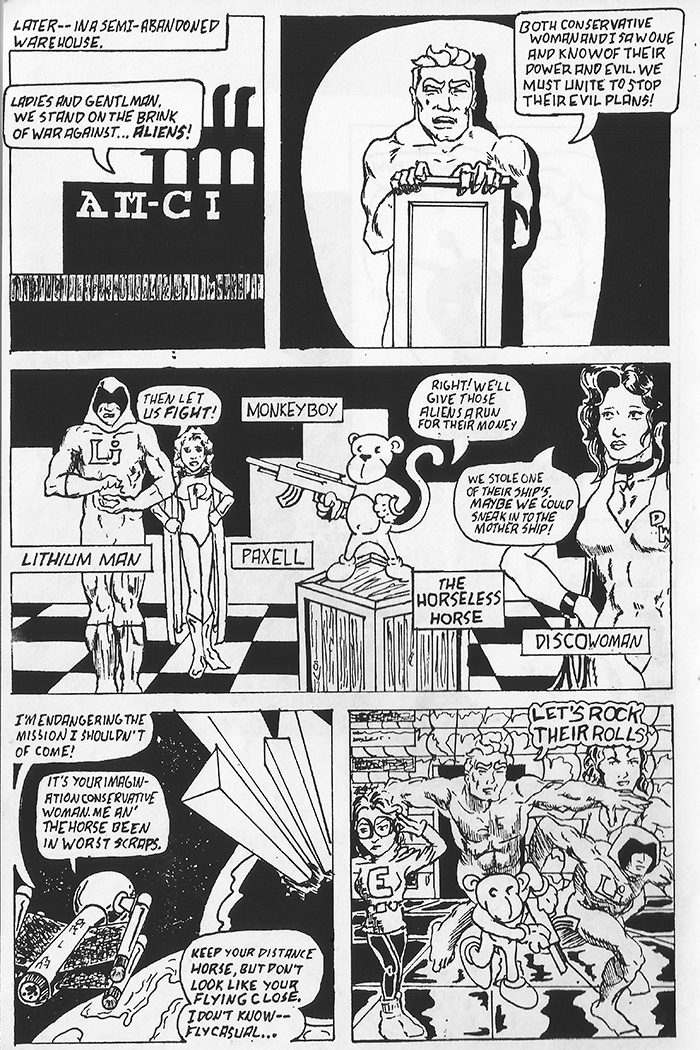 LATER-- IN A SEMI-ABANDONED
WAREHOUSE.
LADIES AND GENTLMAN,
WE STAND ON THE BRINK
OF WAR AGAINST... ALIENS!
AM-CI
BOTH CONSERVATIVE
WOMAN AND I SAW ONE
AND KNOW OF THEIR
POWER AND EVIL. WE
MUST UNITE TO STOP
THEIR EVIL PLANS!
THEN LET
US FIGHT!
MONKEYBOY
RIGHT! WE'LL
GIVE THOSE
ALIENS A RUN
FOR THEIR MONEY
WE STOLE ONE
OF THEIR SHIP'S.
MAYBE WE COULD
SNEAK IN TO THE
MOTHER SHIP!
Li
P
D
LITHIUM MAN
PAXELL
THE
HORSELESS
HORSE
DISCOWOMAN
I'M ENDANGERING THE
MISSION I SHOULDN'T
OF COME!
IT'S YOUR IMAGIN-
ATION CONSERVATIVE
WOMAN. ME AN'
THE HORSE BEEN
IN WORST SCRAPS.
KEEP YOUR DISTANCE
HORSE, BUT DON'T
LOOK LIKE YOUR
FLYING CLOSE.
I DON'T KNOW--
FLY CASUAL...
LET'S ROCK
THEIR ROLLS
E
Li